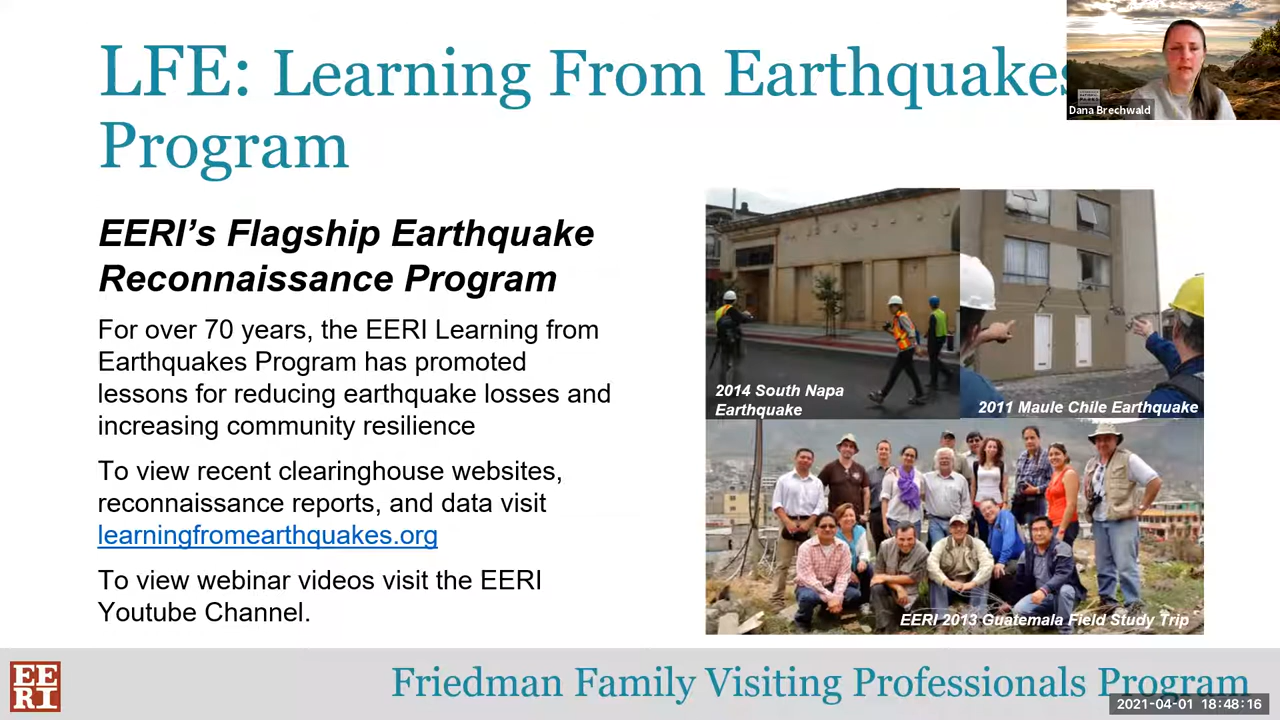 LFE: Learning From Earthquakes
Program
Dana Brechwald
EERI’s Flagship Earthquake
Reconnaissance Program
For over 70 years, the EERI Learning from
Earthquakes Program has promoted
lessons for reducing earthquake losses and
increasing community resilience
To view recent clearinghouse websites,
reconnaissance reports, and data visit
learningfromearthquakes.org
To view webinar videos visit the EERI
Youtube Channel.
2014 South Napa
Earthquake
2011 Maule Chile Earthquake
EERI 2013 Guatemala Field Study Trip
EE
RI
Friedman Family Visiting Professionals Program
2021-04-01 18:48:16